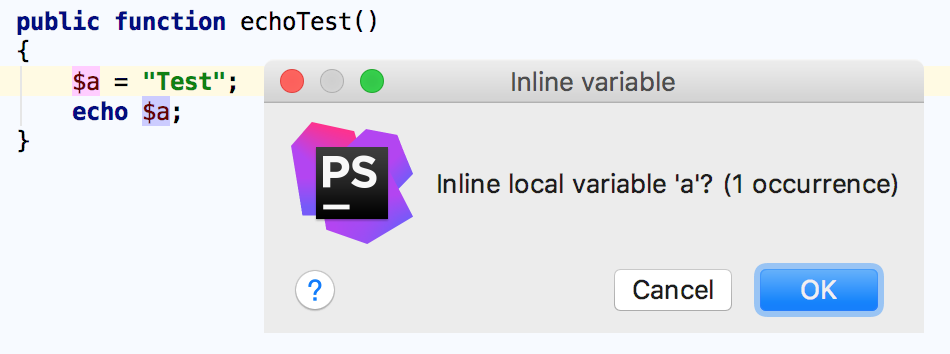 public function echoTest()
{
$a = "Test";
echo $a;
}
Inline variable
PS
Inline local variable 'a'? (1 occurrence)
?
Cancel
OK